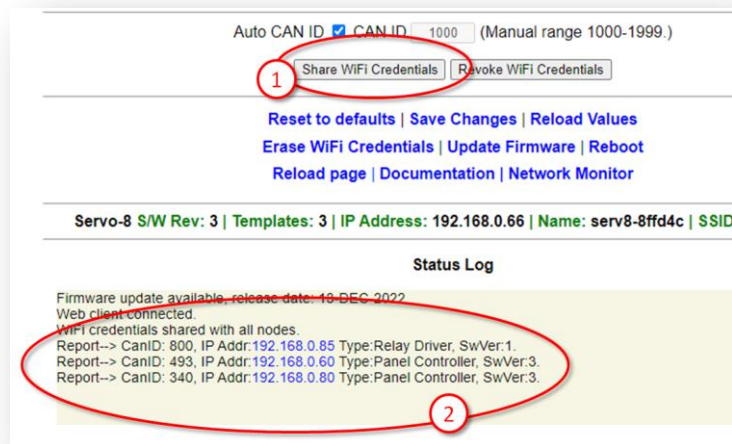 Auto CAN ID CAN ID 1000 (Manual range 1000-1999.)
1
Share WiFi Credentials Revoke WiFi Credentials
Reset to defaults | Save Changes | Reload Values
Erase WiFi Credentials | Update Firmware | Reboot
Reload page | Documentation | Network Monitor
Servo-8 S/W Rev: 3 | Templates: 3 | IP Address: 192.168.0.66 | Name: serv8-8ffd4c | SSID
Status Log
Firmware update available, release date: 13-DEC-2022
Web client connected.
WiFi credentials shared with all nodes.
Report--> CanID: 800, IP Addr:192.168.0.85 Type:Relay Driver, SwVer:1.
Report--> CanID: 493, IP Addr:192.168.0.60 Type:Panel Controller, SwVer:3.
Report--> CanID: 340, IP Addr:192.168.0.80 Type:Panel Controller, SwVer:3.
2